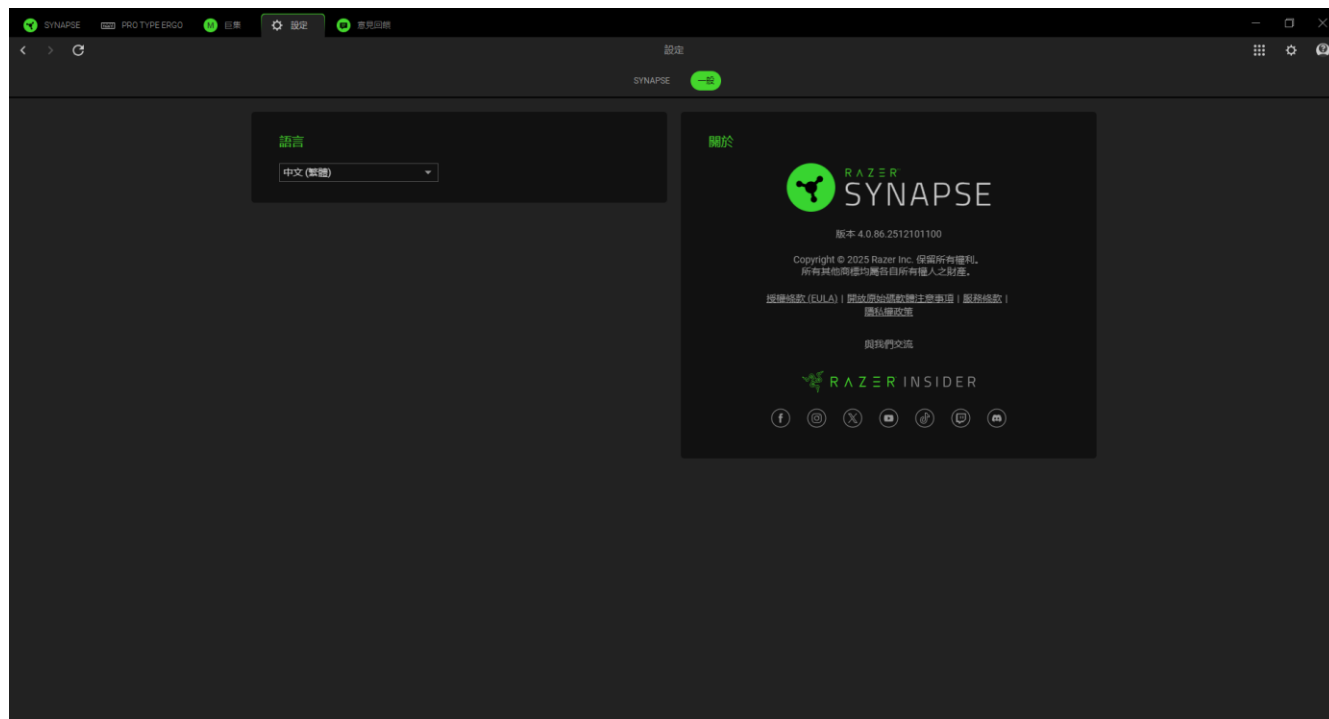 SYNAPSE
PRO TYPE ERGO
巨集
設定
意見回饋
設定
SYNAPSE
一般
語言
中文 (繁體)
關於
RAZER
SYNAPSE
版本 4.0.86.2512101100
Copyright © 2025 Razer Inc. 保留所有權利。
所有其他商標均屬各自所有權人之財產。
授權條款 (EULA) | 開放原始碼軟體注意事項 | 服務條款 |
隱私權政策
與我們交流
RAZER INSIDER